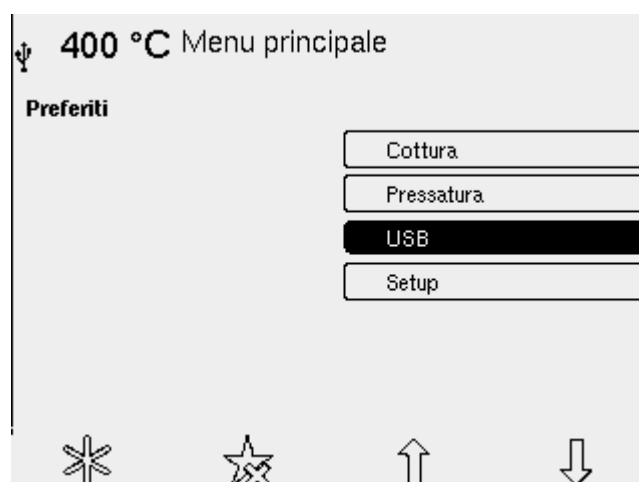 400 °C Menu principale
Preferiti
Cottura
Pressatura
USB
Setup